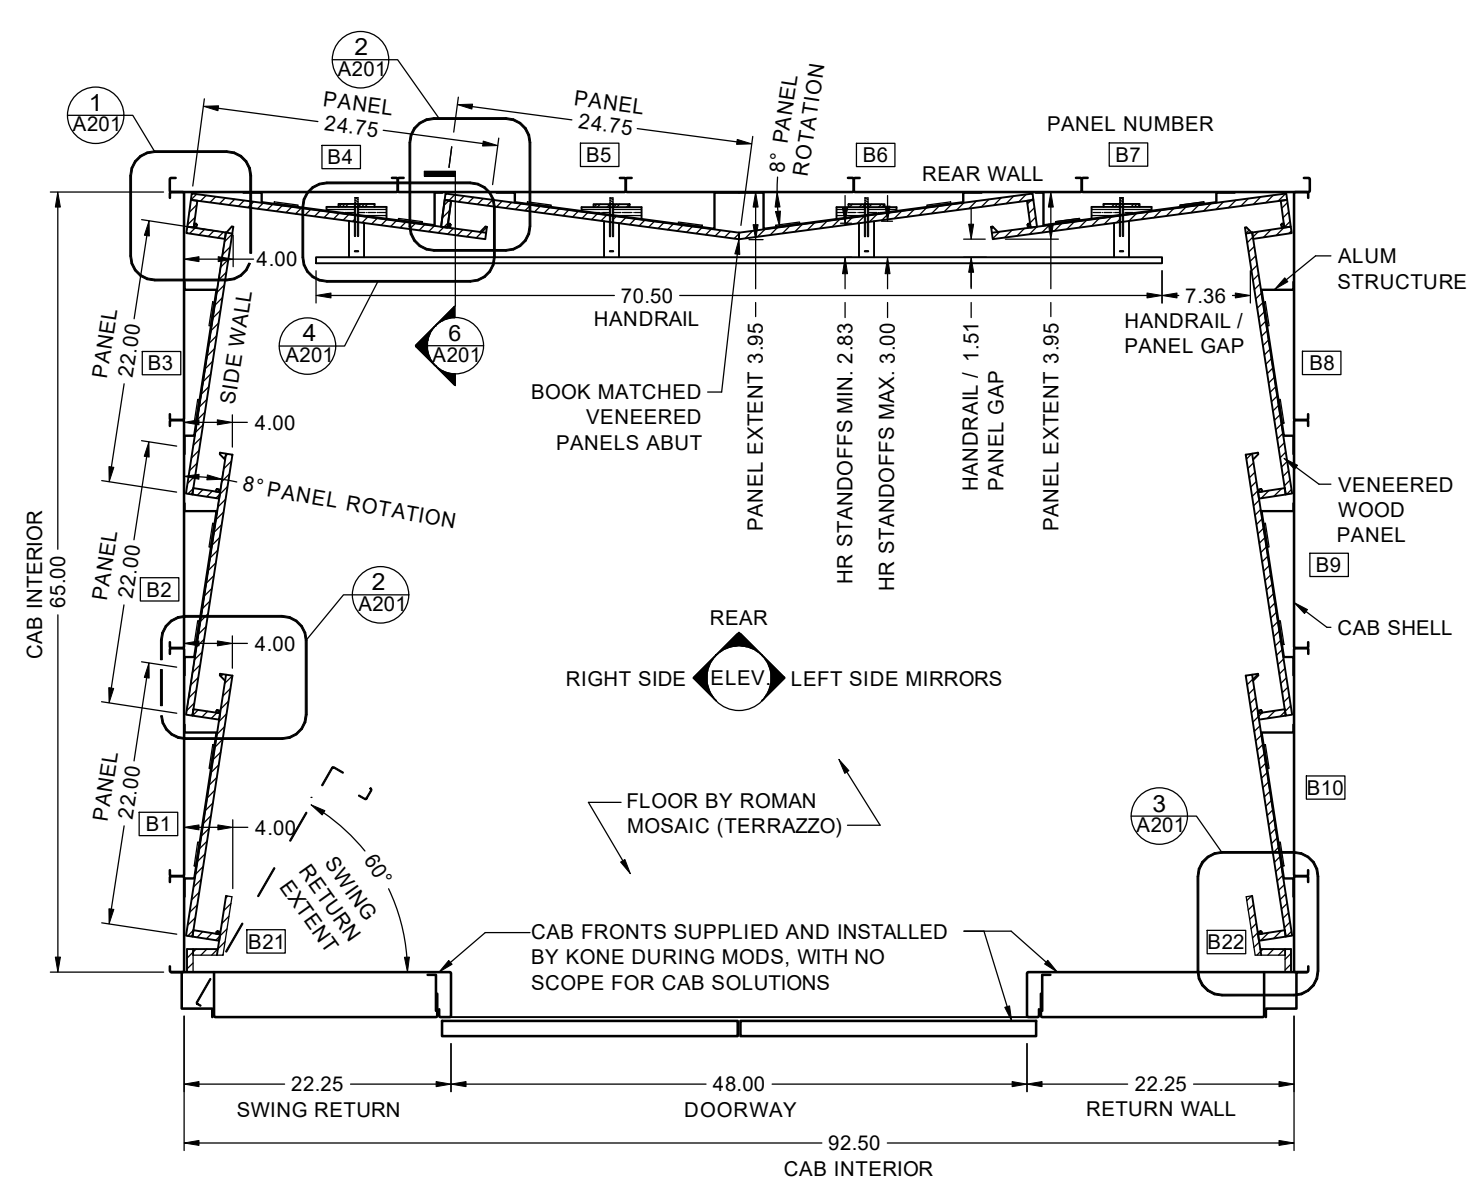 2
A201
1
A201
PANEL
24.75
PANEL
24.75
8° PANEL
ROTATION
PANEL NUMBER
B4
B5
B6
B7
REAR WALL
4.00
ALUM
STRUCTURE
70.50
HANDRAIL
7.36
HANDRAIL /
PANEL GAP
SIDE WALL
PANEL
22.00
B3
4
A201
6
A201
B8
BOOK MATCHED
VENEERED
PANELS ABUT
PANEL EXTENT 3.95
HR STANDOFFS MIN. 2.83
HR STANDOFFS MAX. 3.00
HANDRAIL /
PANEL GAP
1.51
PANEL EXTENT 3.95
4.00
8° PANEL ROTATION
VENEERED
WOOD
PANEL
CAB INTERIOR
65.00
PANEL
22.00
B2
2
A201
B9
CAB SHELL
4.00
REAR
RIGHT SIDE
ELEV.
LEFT SIDE MIRRORS
PANEL
22.00
B1
4.00
B10
FLOOR BY ROMAN
MOSAIC (TERRAZZO)
3
A201
60°
SWING
RETURN
EXTENT
B21
B22
CAB FRONTS SUPPLIED AND INSTALLED
BY KONE DURING MODS, WITH NO
SCOPE FOR CAB SOLUTIONS
22.25
SWING RETURN
48.00
DOORWAY
22.25
RETURN WALL
92.50
CAB INTERIOR